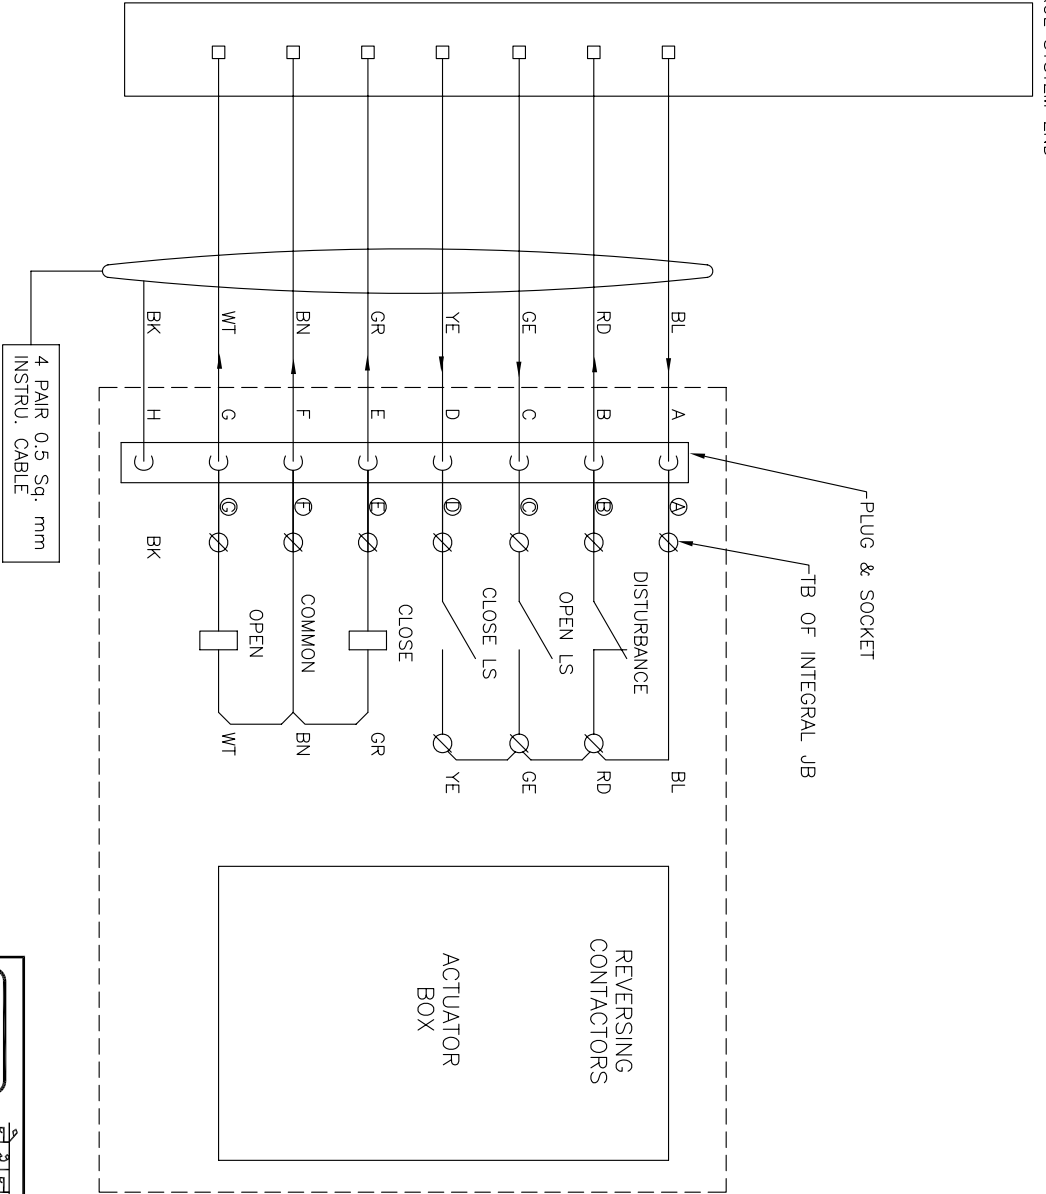 4 PAIR 0.5 Sq. mm
INSTRU. CABLE
BK
WT
BN
GR
YE
GE
RD
BL
H
G
F
E
D
C
B
A
PLUG & SOCKET
TB OF INTEGRAL JB
G
F
E
D
C
B
A
BK
OPEN
COMMON
CLOSE
CLOSE LS
OPEN LS
DISTURBANCE
WT
BN
GR
YE
GE
RD
BL
REVERSING
CONTACTORS
ACTUATOR
BOX